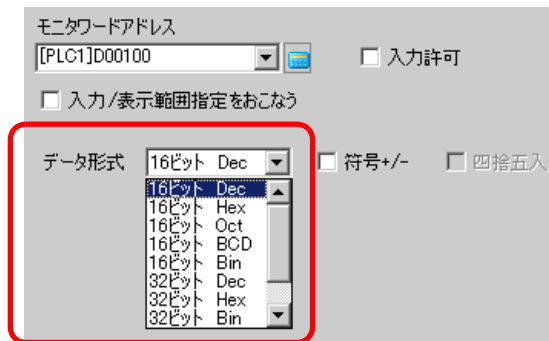 モニタワードアドレス
[PLC1]D00100
入力許可
入力/表示範囲指定をおこなう
データ形式 16ビット Dec 符号+/- 四捨五入
16ビット Dec
16ビット Hex
16ビット Oct
16ビット BCD
16ビット Bin
32ビット Dec
32ビット Hex
32ビット Bin